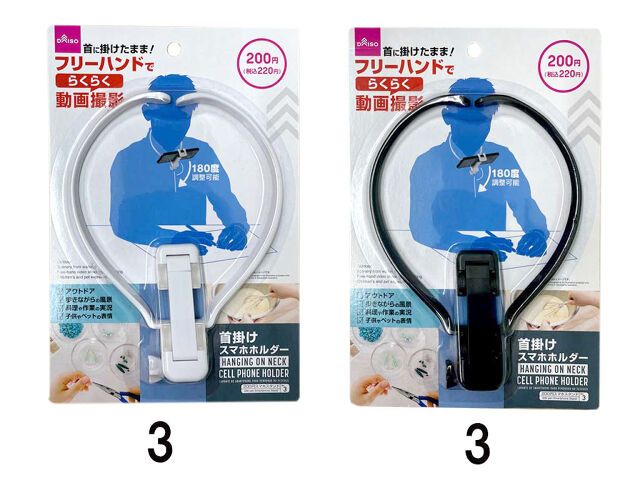 DAISO
首に掛けたまま!
フリーハンドで
らくらく
動画撮影
200円
(税込220円)
180度
調整可能
アウトドア
歩きながらの風景
料理や作業の実況
子供やペットの表情
首掛け
スマホホルダー
HANGING ON NECK
CELL PHONE HOLDER
3
DAISO
首に掛けたまま!
フリーハンドで
らくらく
動画撮影
200円
(税込220円)
180度
調整可能
アウトドア
歩きながらの風景
料理や作業の実況
子供やペットの表情
首掛け
スマホホルダー
HANGING ON NECK
CELL PHONE HOLDER
3
3
3